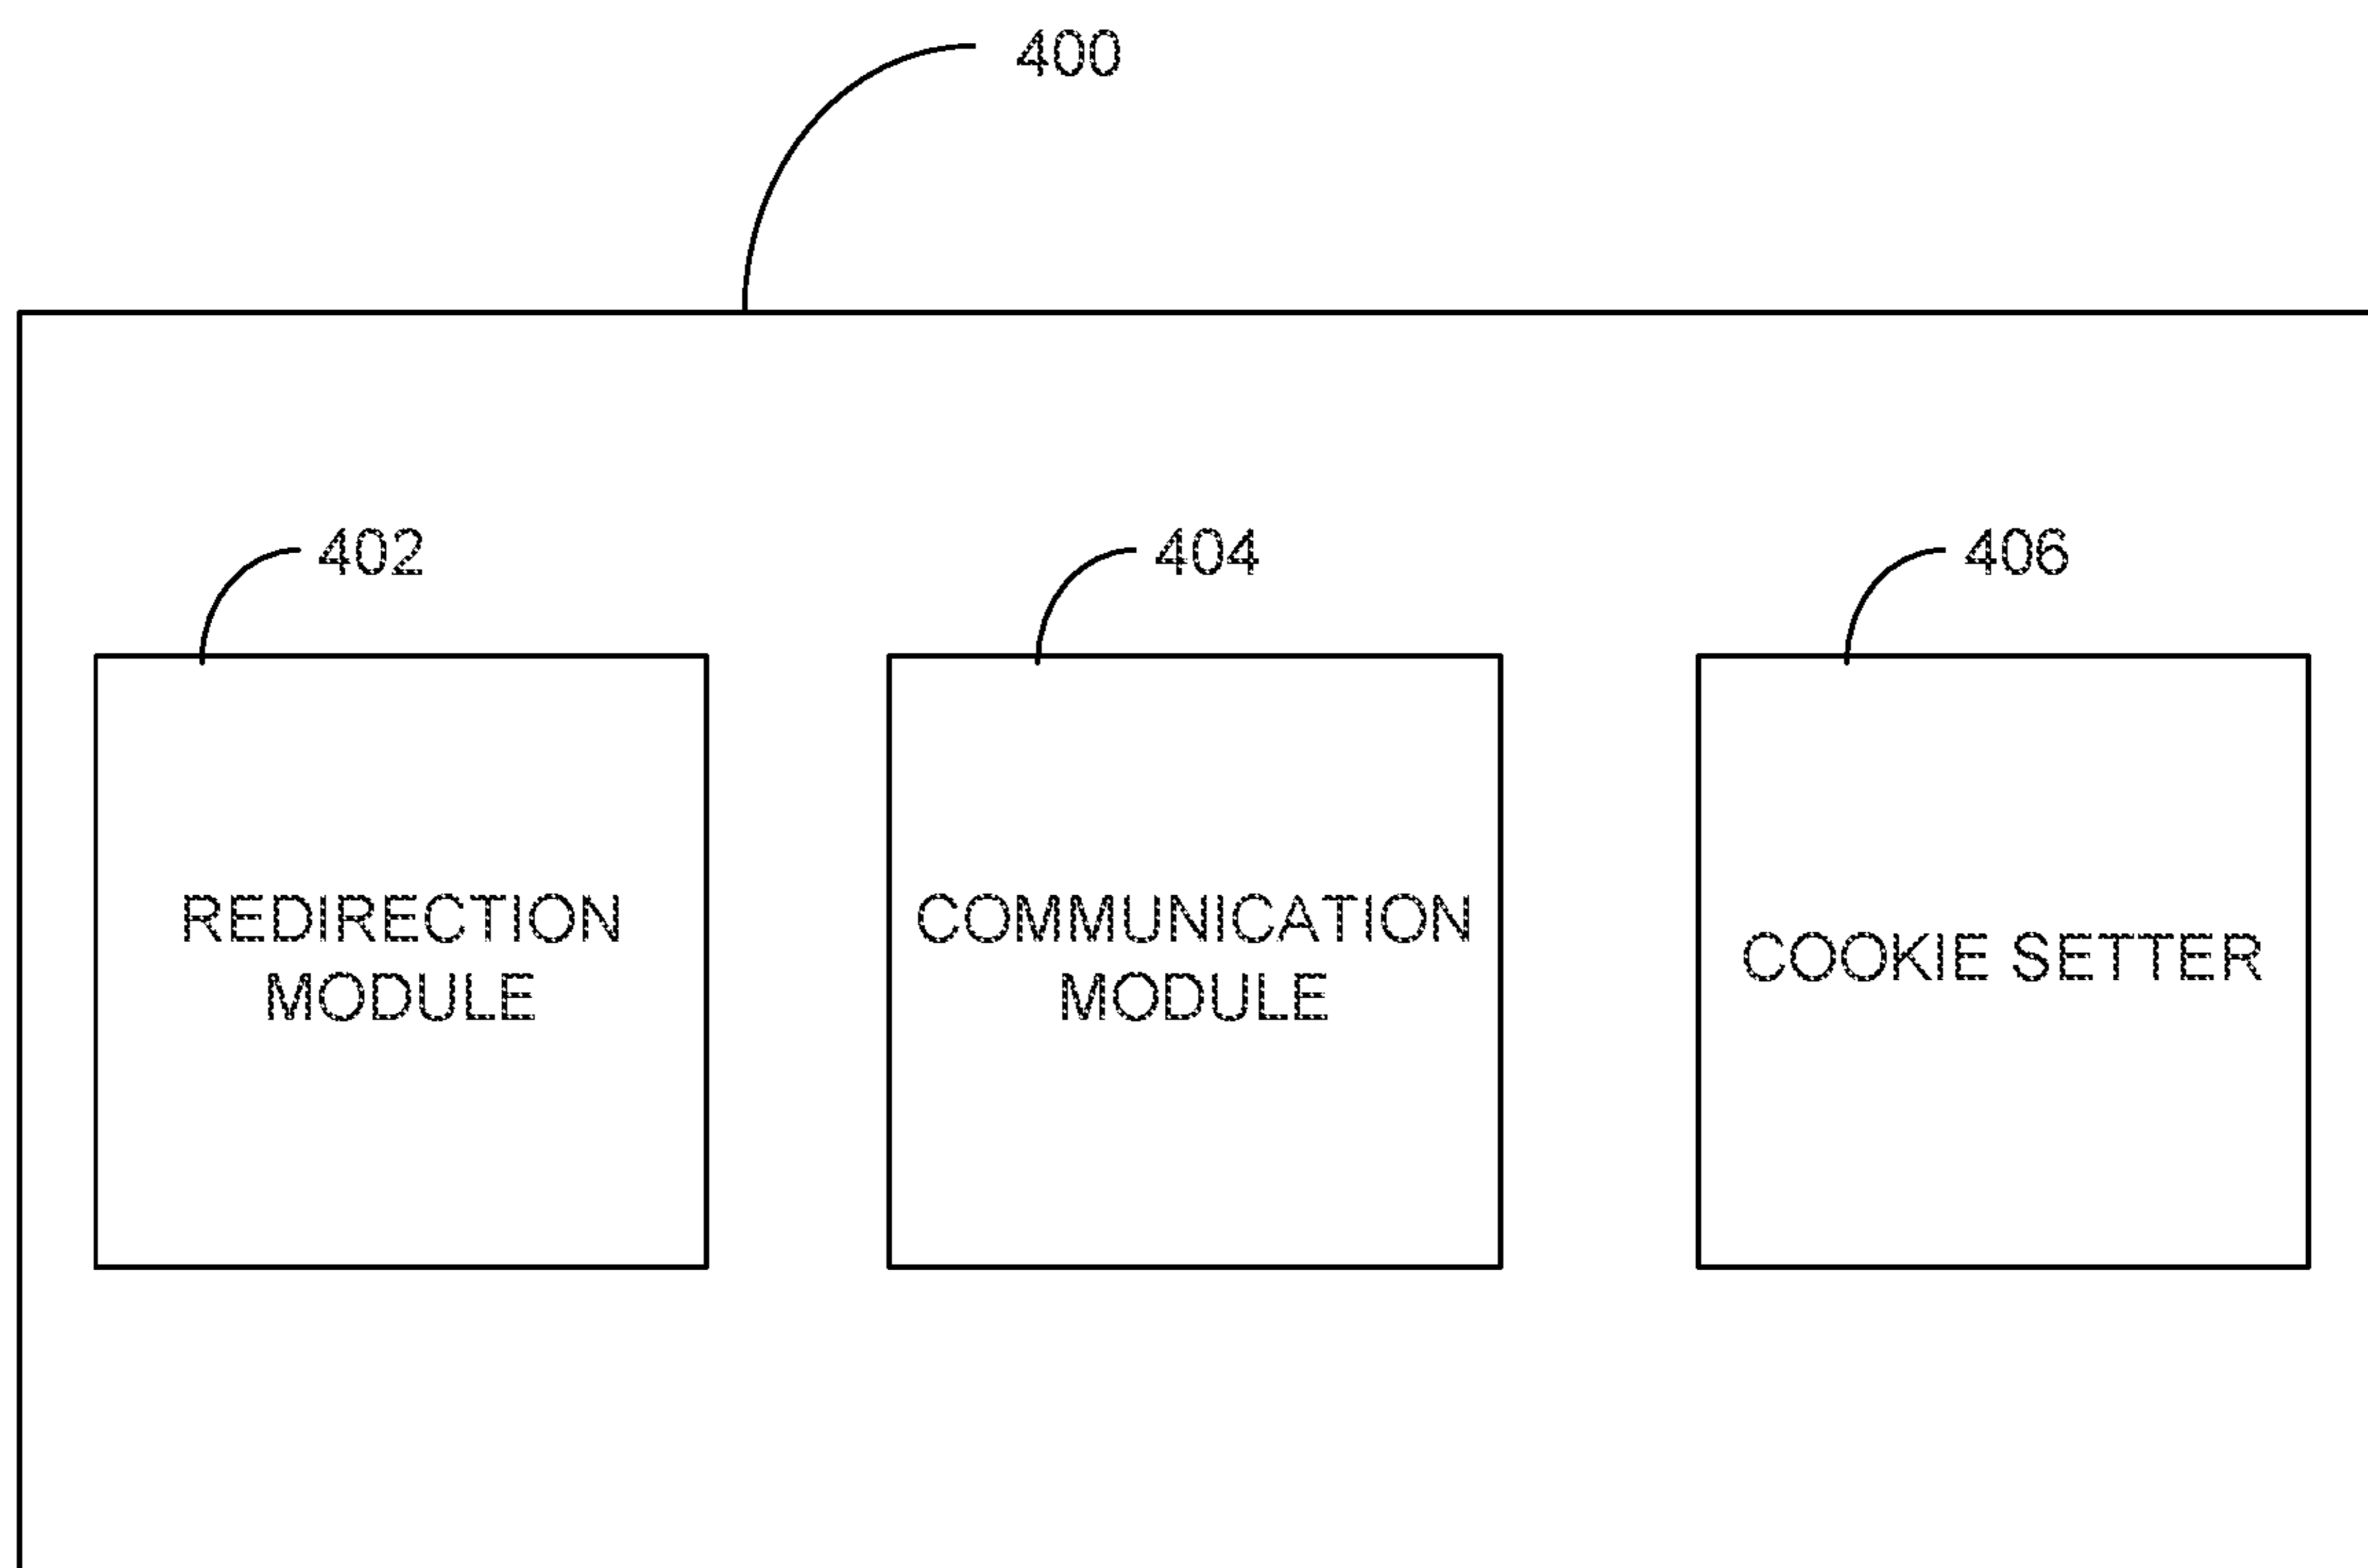 400
402
404
406
REDIRECTION
MODULE
COMMUNICATION
MODULE
COOKIE SETTER